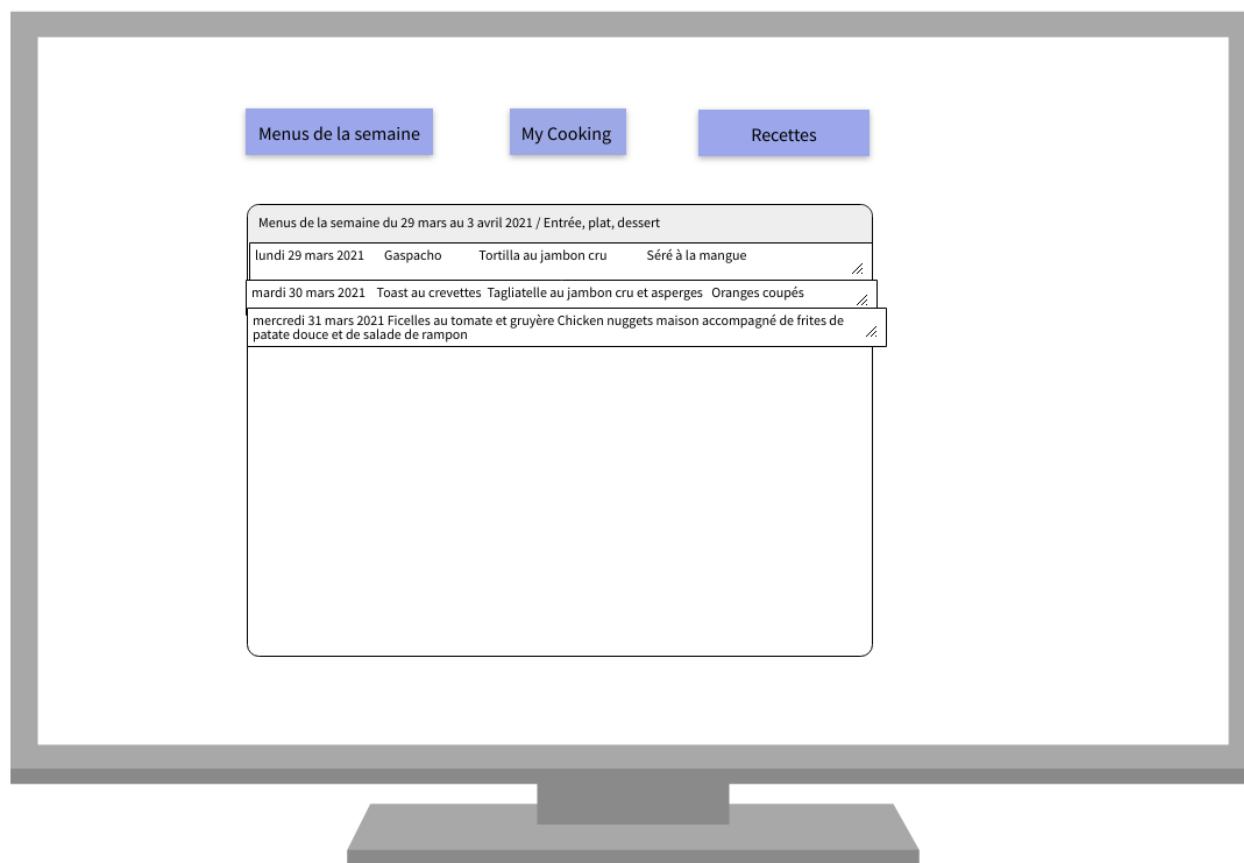 Menus de la semaine
My Cooking
Recettes
Menus de la semaine du 29 mars au 3 avril 2021 / Entrée, plat, dessert
lundi 29 mars 2021 Gaspacho Tortilla au jambon cru Séré à la mangue
mardi 30 mars 2021 Toast au crevettes Tagliatelle au jambon cru et asperges Oranges coupés
mercredi 31 mars 2021 Ficelles au tomate et gruyère Chicken nuggets maison accompagné de frites de
patate douce et de salade de rampon